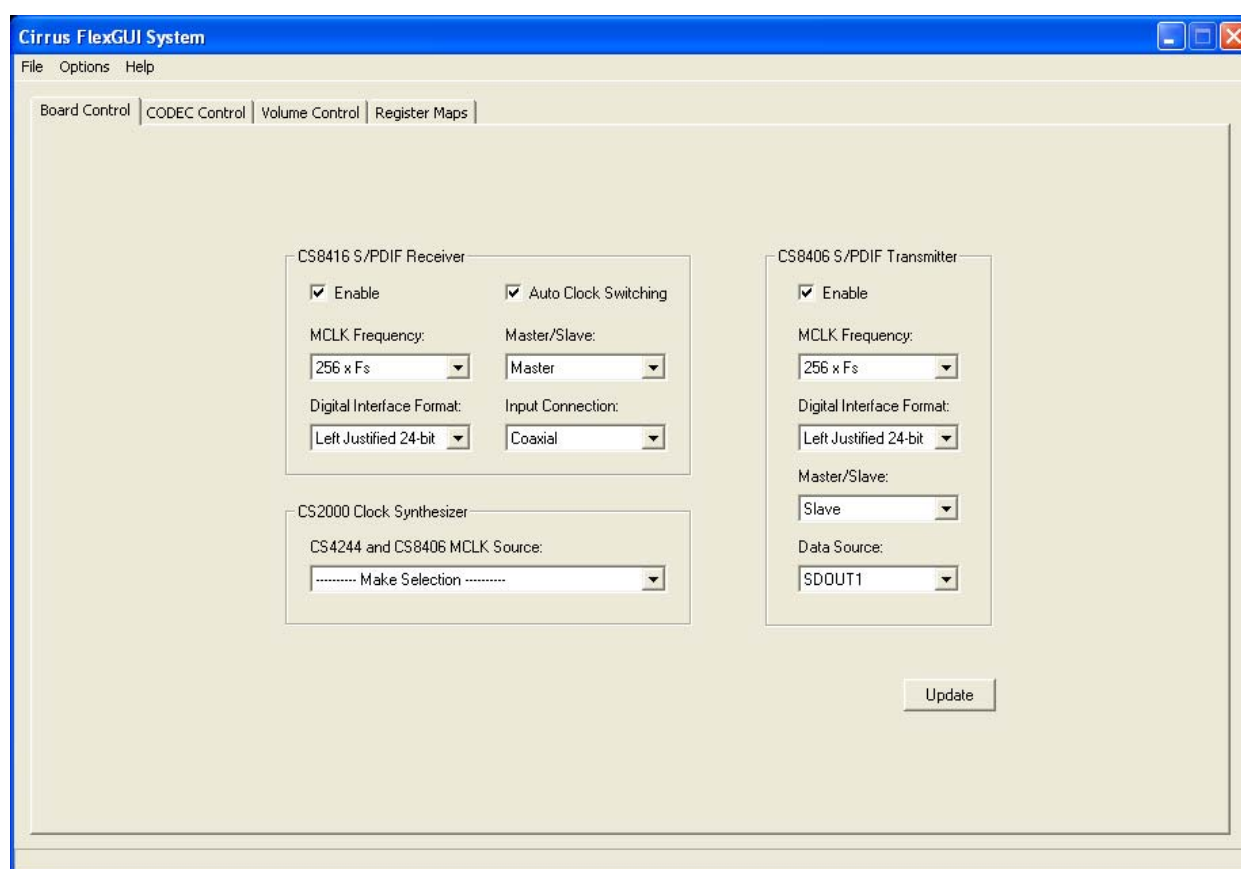 Cirrus FlexGUI System
File Options Help
Board Control CODEC Control Volume Control Register Maps
CS8416 S/PDIF Receiver
Enable Auto Clock Switching
MCLK Frequency: Master/Slave:
256 x Fs Master
Digital Interface Format: Input Connection:
Left Justified 24-bit Coaxial
CS2000 Clock Synthesizer
CS4244 and CS8406 MCLK Source:
---------- Make Selection ----------
CS8406 S/PDIF Transmitter
Enable
MCLK Frequency:
256 x Fs
Digital Interface Format:
Left Justified 24-bit
Master/Slave:
Slave
Data Source:
SDOUT1
Update